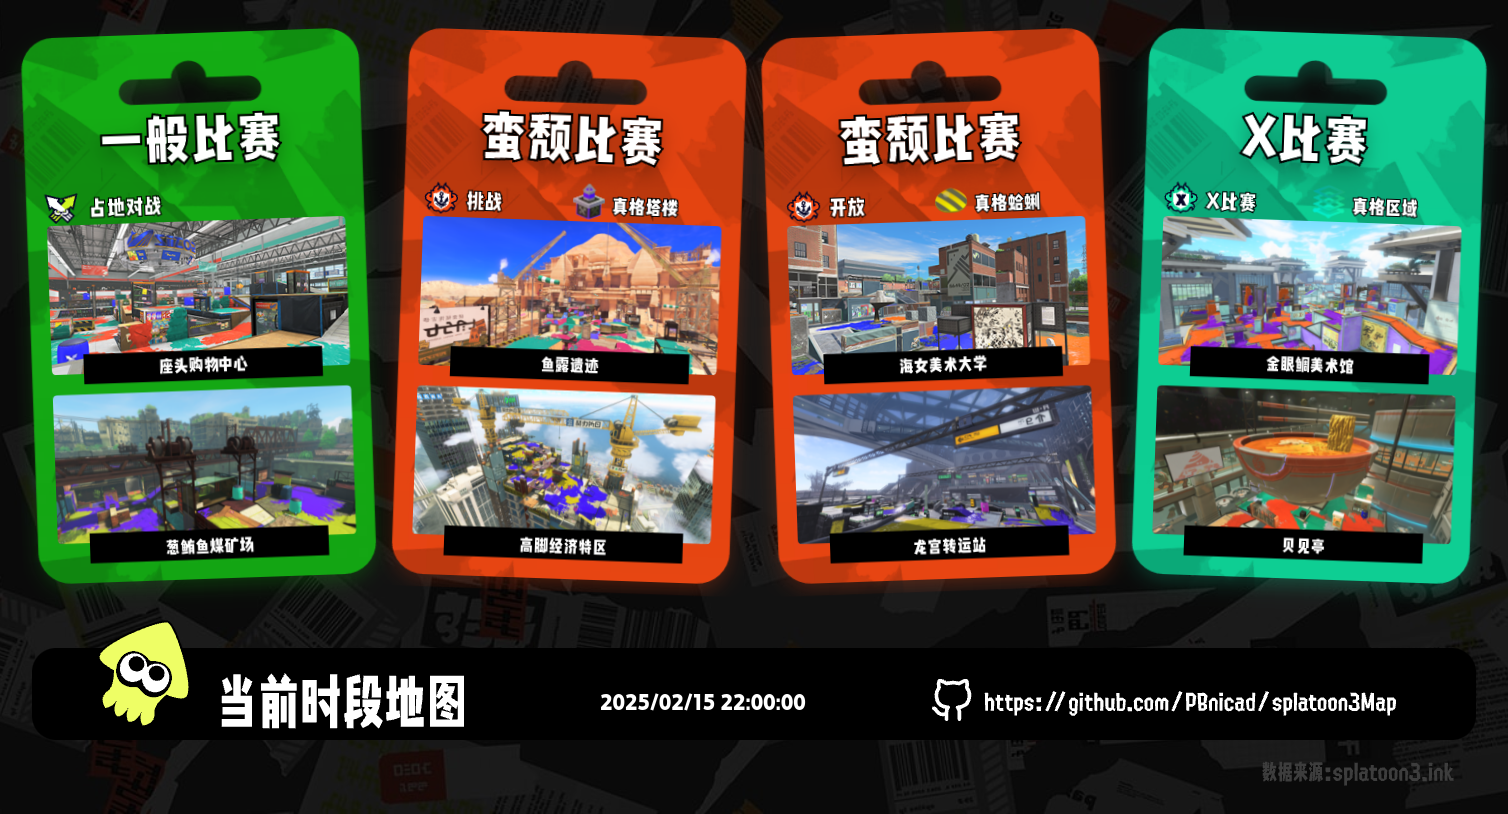 一般比赛
占地对战
座头购物中心
葱鲔鱼煤矿场
蛮颓比赛
挑战
真格塔楼
鱼露遗迹
高脚经济特区
蛮颓比赛
开放
真格蛤蜊
海女美术大学
龙宫转运站
X比赛
X比赛
真格区域
金眼鲷美术馆
贝见亭
当前时段地图
2025/02/15 22:00:00
https://github.com/PBnicad/splatoon3Map
数据来源:splatoon3.ink